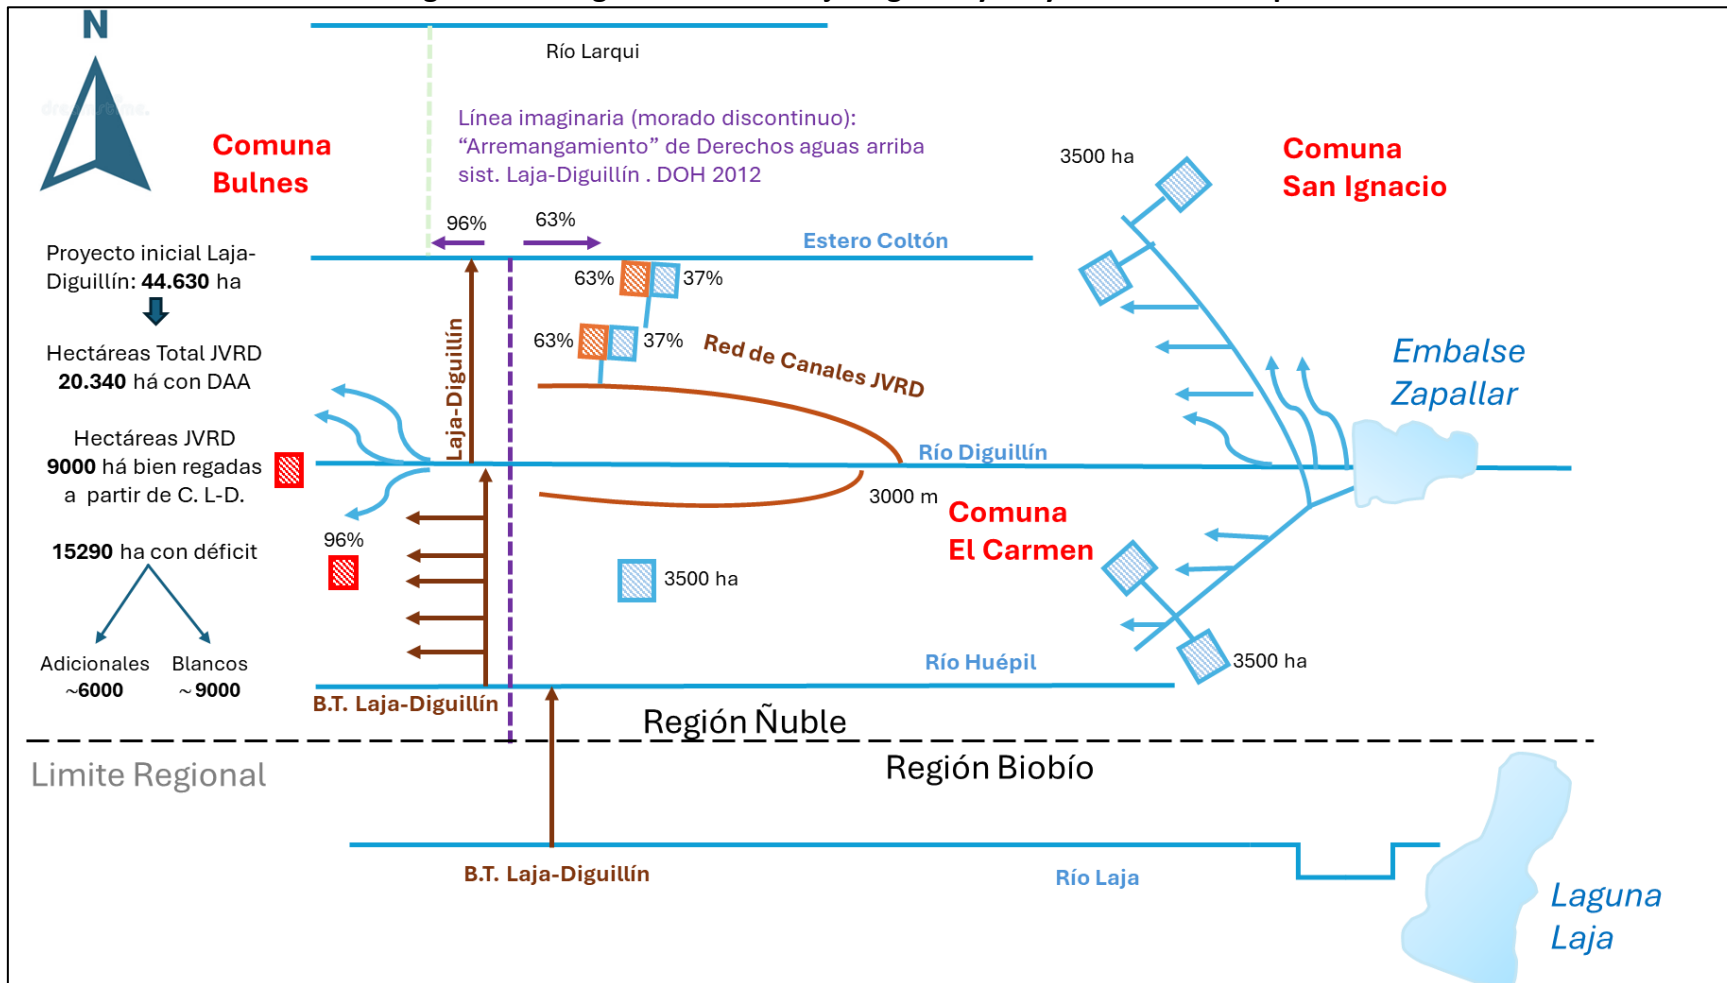 N
Río Larqui
Línea imaginaria (morado discontinuo):
“Arremangamiento” de Derechos aguas arriba
sist. Laja-Diguillín . DOH 2012
Comuna
Bulnes
3500 ha
Comuna
San Ignacio
96%
63%
Estero Coltón
Proyecto inicial Laja-
Diguillín: 44.630 ha
63%
37%
63%
37%
Hectáreas Total JVRD
20.340 há con DAA
Red de Canales JVRD
Laja-Diguillín
Embalse
Zapallar
Hectáreas JVRD
9000 há bien regadas
a partir de C. L-D.
Río Diguillín
3000 m
Comuna
El Carmen
15290 ha con déficit
96%
3500 ha
Adicionales
~6000
Blancos
~ 9000
Río Huépil
3500 ha
B.T. Laja-Diguillín
Región Ñuble
Limite Regional
Región Biobío
B.T. Laja-Diguillín
Río Laja
Laguna
Laja